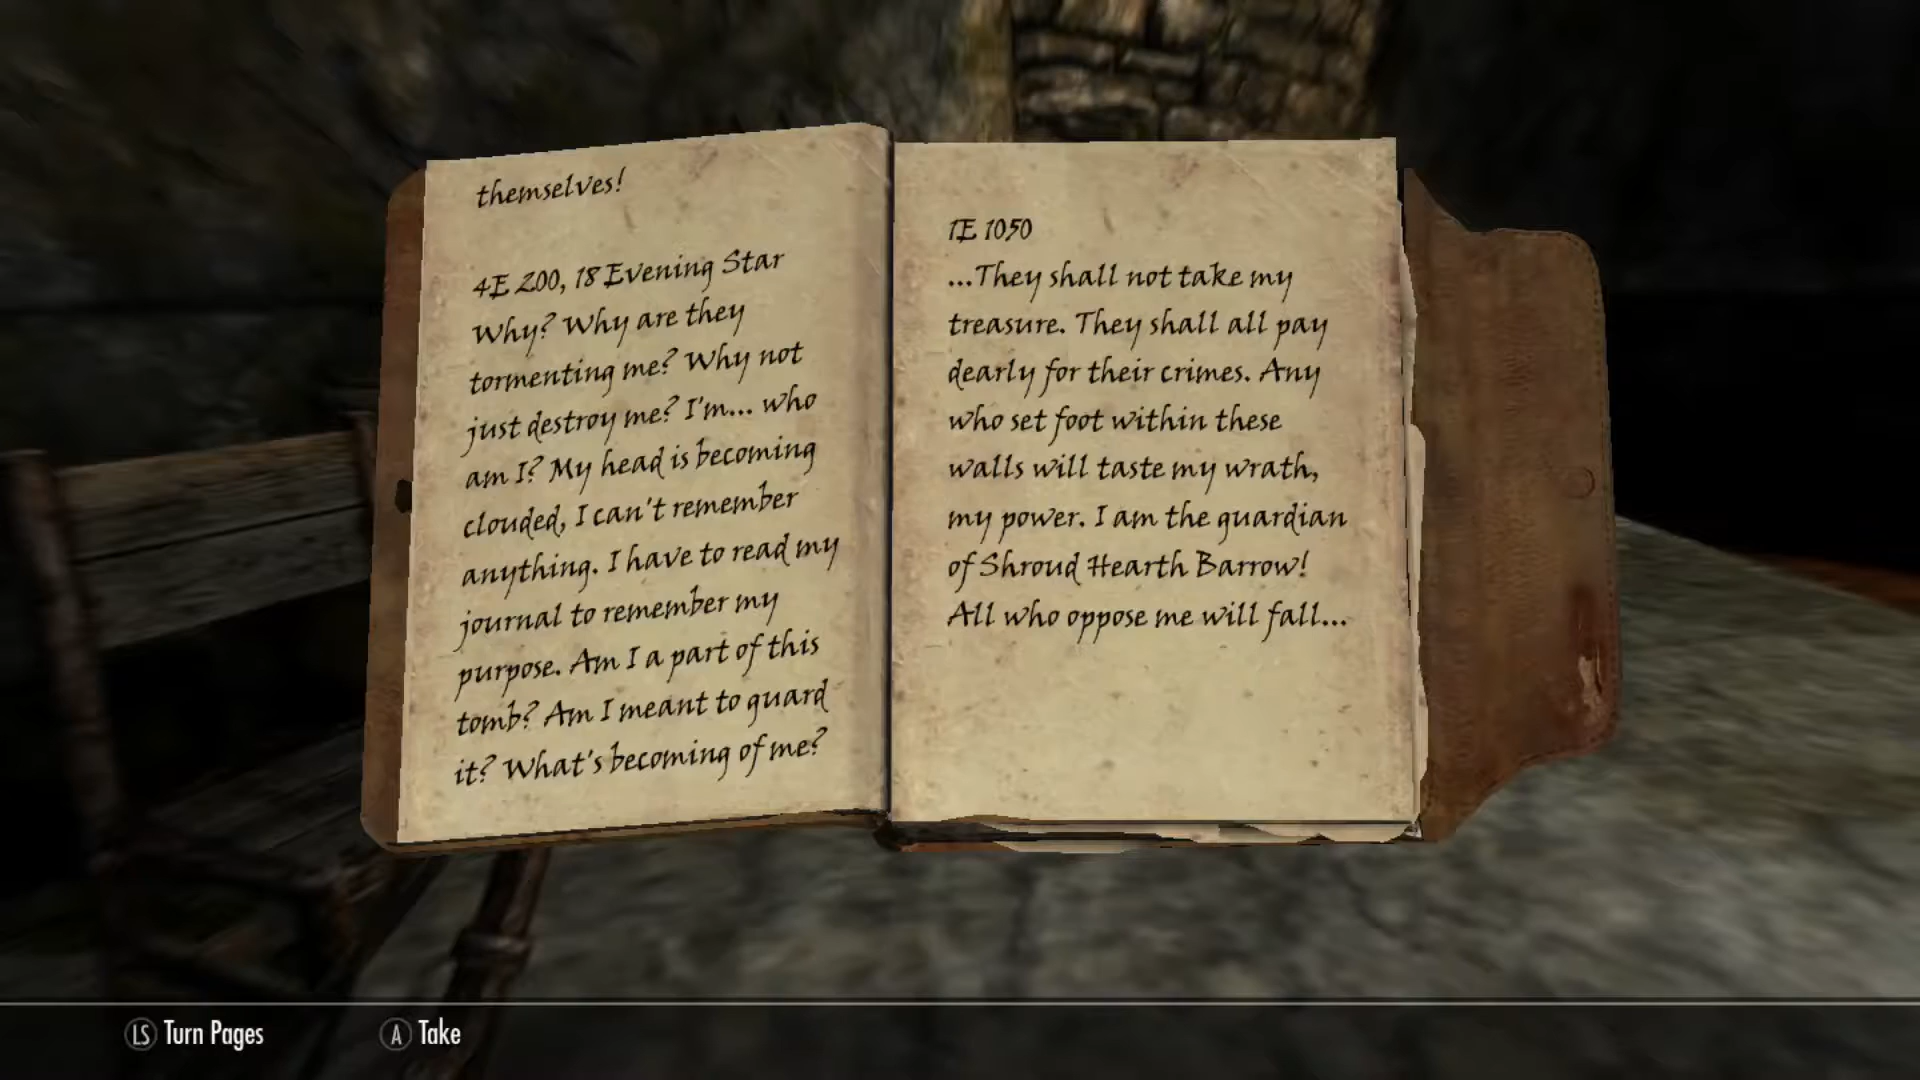 themselves!
4E 200, 18 Evening Star
Why? Why are they
tormenting me? Why not
just destroy me? I'm... who
am I? My head is becoming
clouded, I can't remember
anything. I have to read my
journal to remember my
purpose. Am I a part of this
tomb? Am I meant to guard
it? What's becoming of me?
1E 1050
...They shall not take my
treasure. They shall all pay
dearly for their crimes. Any
who set foot within these
walls will taste my wrath,
my power. I am the guardian
of Shroud Hearth Barrow!
All who oppose me will fall...
LS Turn Pages
A Take